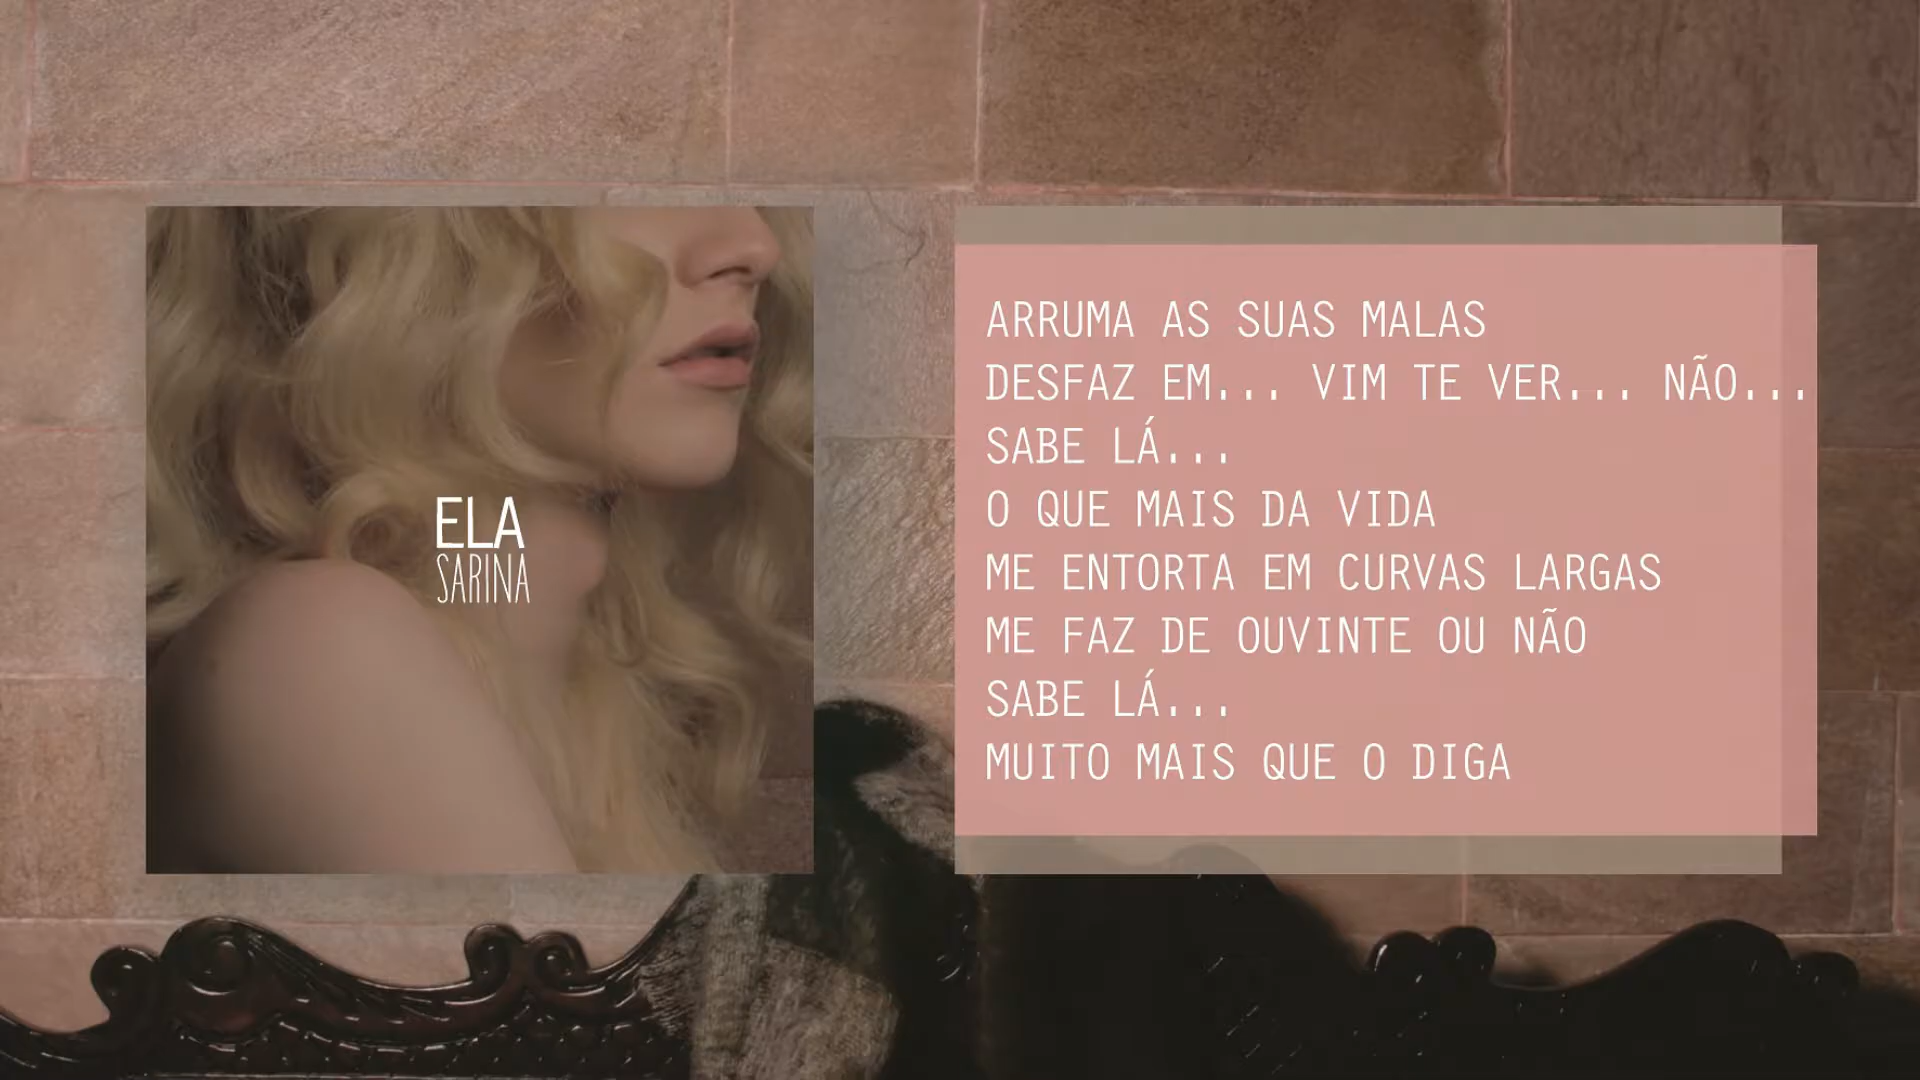 ELA
SARINA
ARRUMA AS SUAS MALAS
DESFAZ EM... VIM TE VER... NÃO...
SABE LÁ...
O QUE MAIS DA VIDA
ME ENTORTA EM CURVAS LARGAS
ME FAZ DE OUVINTE OU NÃO
SABE LÁ...
MUITO MAIS QUE O DIGA